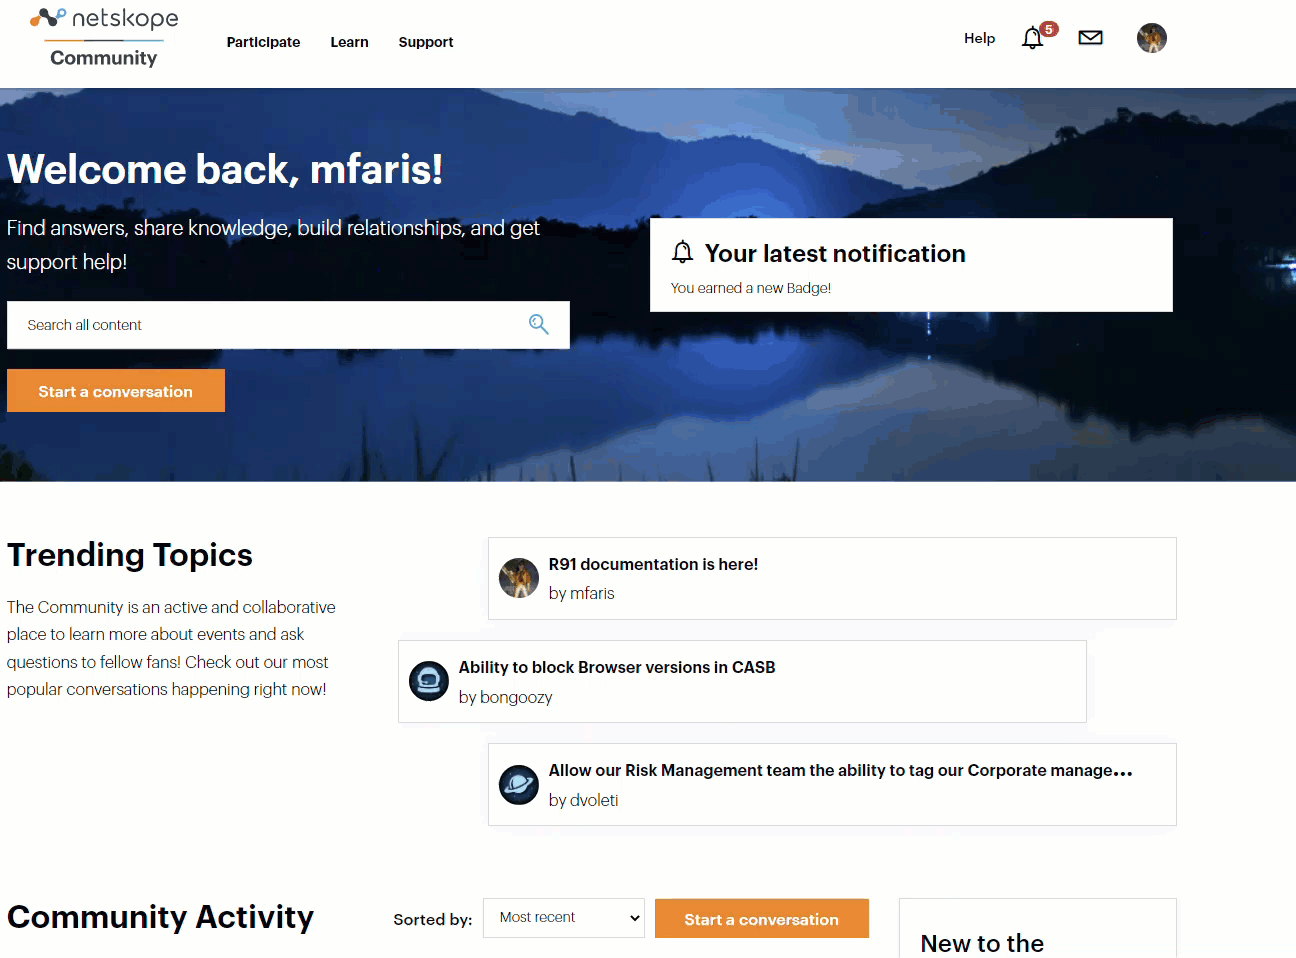 netskope
Community
Participate
Learn
Support
Help
5
Welcome back, mfaris!
Find answers, share knowledge, build relationships, and get
support help!
Search all content
Start a conversation
Your latest notification
You earned a new Badge!
Trending Topics
The Community is an active and collaborative
place to learn more about events and ask
questions to fellow fans! Check out our most
popular conversations happening right now!
R91 documentation is here!
by mfaris
Ability to block Browser versions in CASB
by bongoozy
Allow our Risk Management team the ability to tag our Corporate manage...
by dvoleti
Community Activity
Sorted by:
Most recent
Start a conversation
New to the